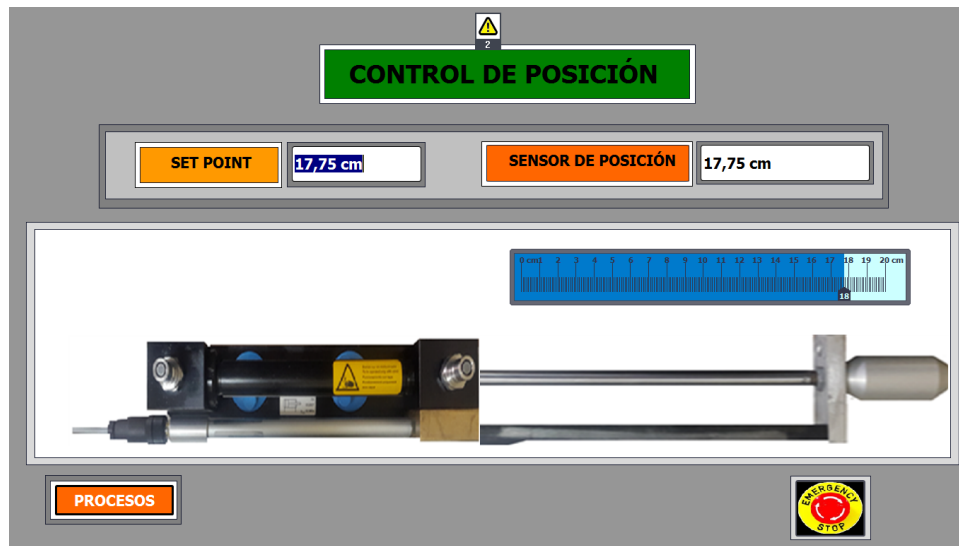 2
CONTROL DE POSICIÓN
SET POINT
17,75 cm
SENSOR DE POSICIÓN
17,75 cm
0 cm1 2 3 4 5 6 7 8 9 10 11 12 13 14 15 16 17 18 19 20 cm
18
PROCESOS
EMERGENCY
STOP